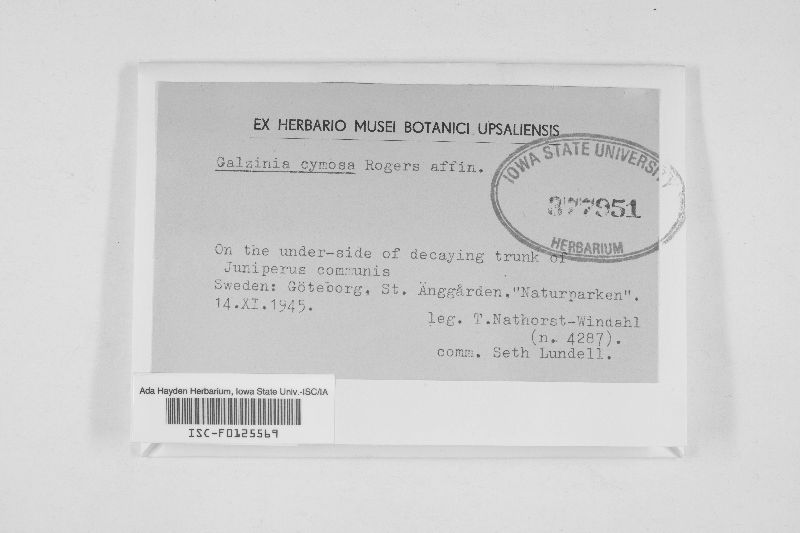 EX HERBARIO MUSEI BOTANICI UPSALIENSIS
Galzinia cymosa Rogers affin.
IOWA STATE UNIVERSITY
377951
HERBARIUM
On the under-side of decaying trunk of
Juniperus communis
Sweden: Göteborg, St. Änggården,"Naturparken".
14.XI.1945.
leg. T.Nathorst-Windahl
(n. 4287).
comm. Seth Lundell.
Ada Hayden Herbarium, Iowa State Univ.-ISC/IA
ISC-F0125569